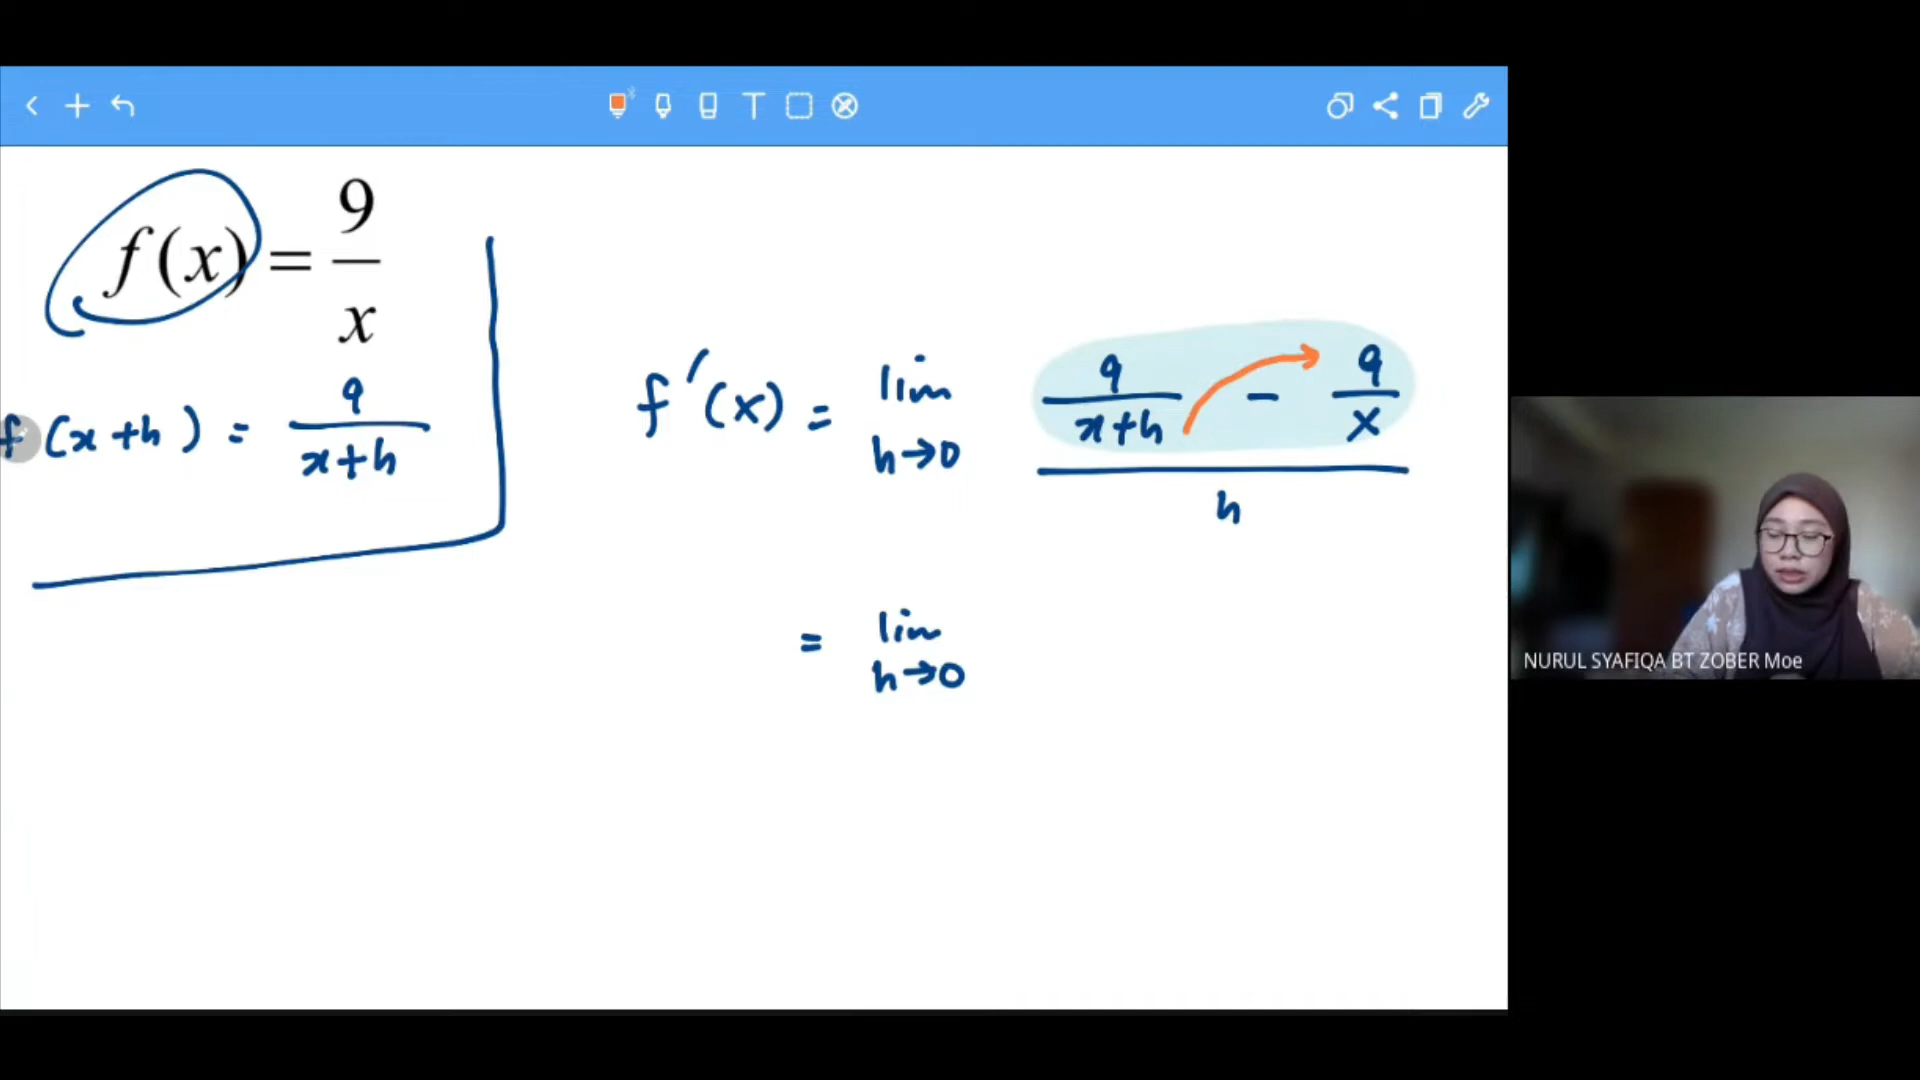 f(x) = 9/x
f(x+h) = 9/(x+h)
f'(x) = lim h→0 (9/(x+h) - 9/x)/h
= lim h→0
NURUL SYAFIQA BT ZOBER Moe